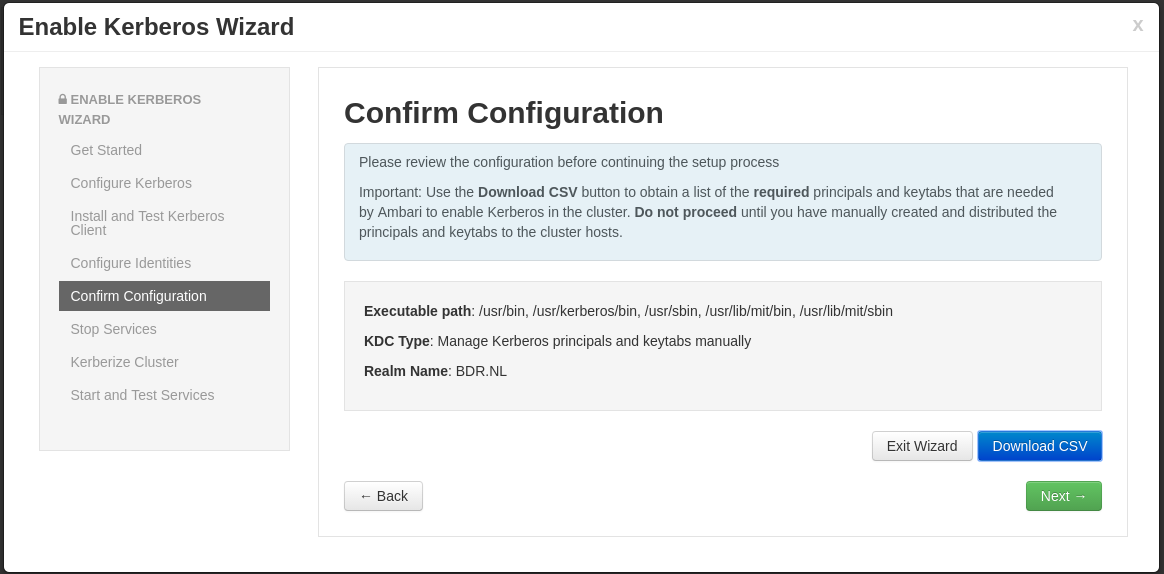 Enable Kerberos Wizard
x
ENABLE KERBEROS
WIZARD
Get Started
Configure Kerberos
Install and Test Kerberos
Client
Configure Identities
Confirm Configuration
Stop Services
Kerberize Cluster
Start and Test Services
Confirm Configuration
Please review the configuration before continuing the setup process
Important: Use the Download CSV button to obtain a list of the required principals and keytabs that are needed
by Ambari to enable Kerberos in the cluster. Do not proceed until you have manually created and distributed the
principals and keytabs to the cluster hosts.
Executable path: /usr/bin, /usr/kerberos/bin, /usr/sbin, /usr/lib/mit/bin, /usr/lib/mit/sbin
KDC Type: Manage Kerberos principals and keytabs manually
Realm Name: BDR.NL
Exit Wizard
Download CSV
← Back
Next →